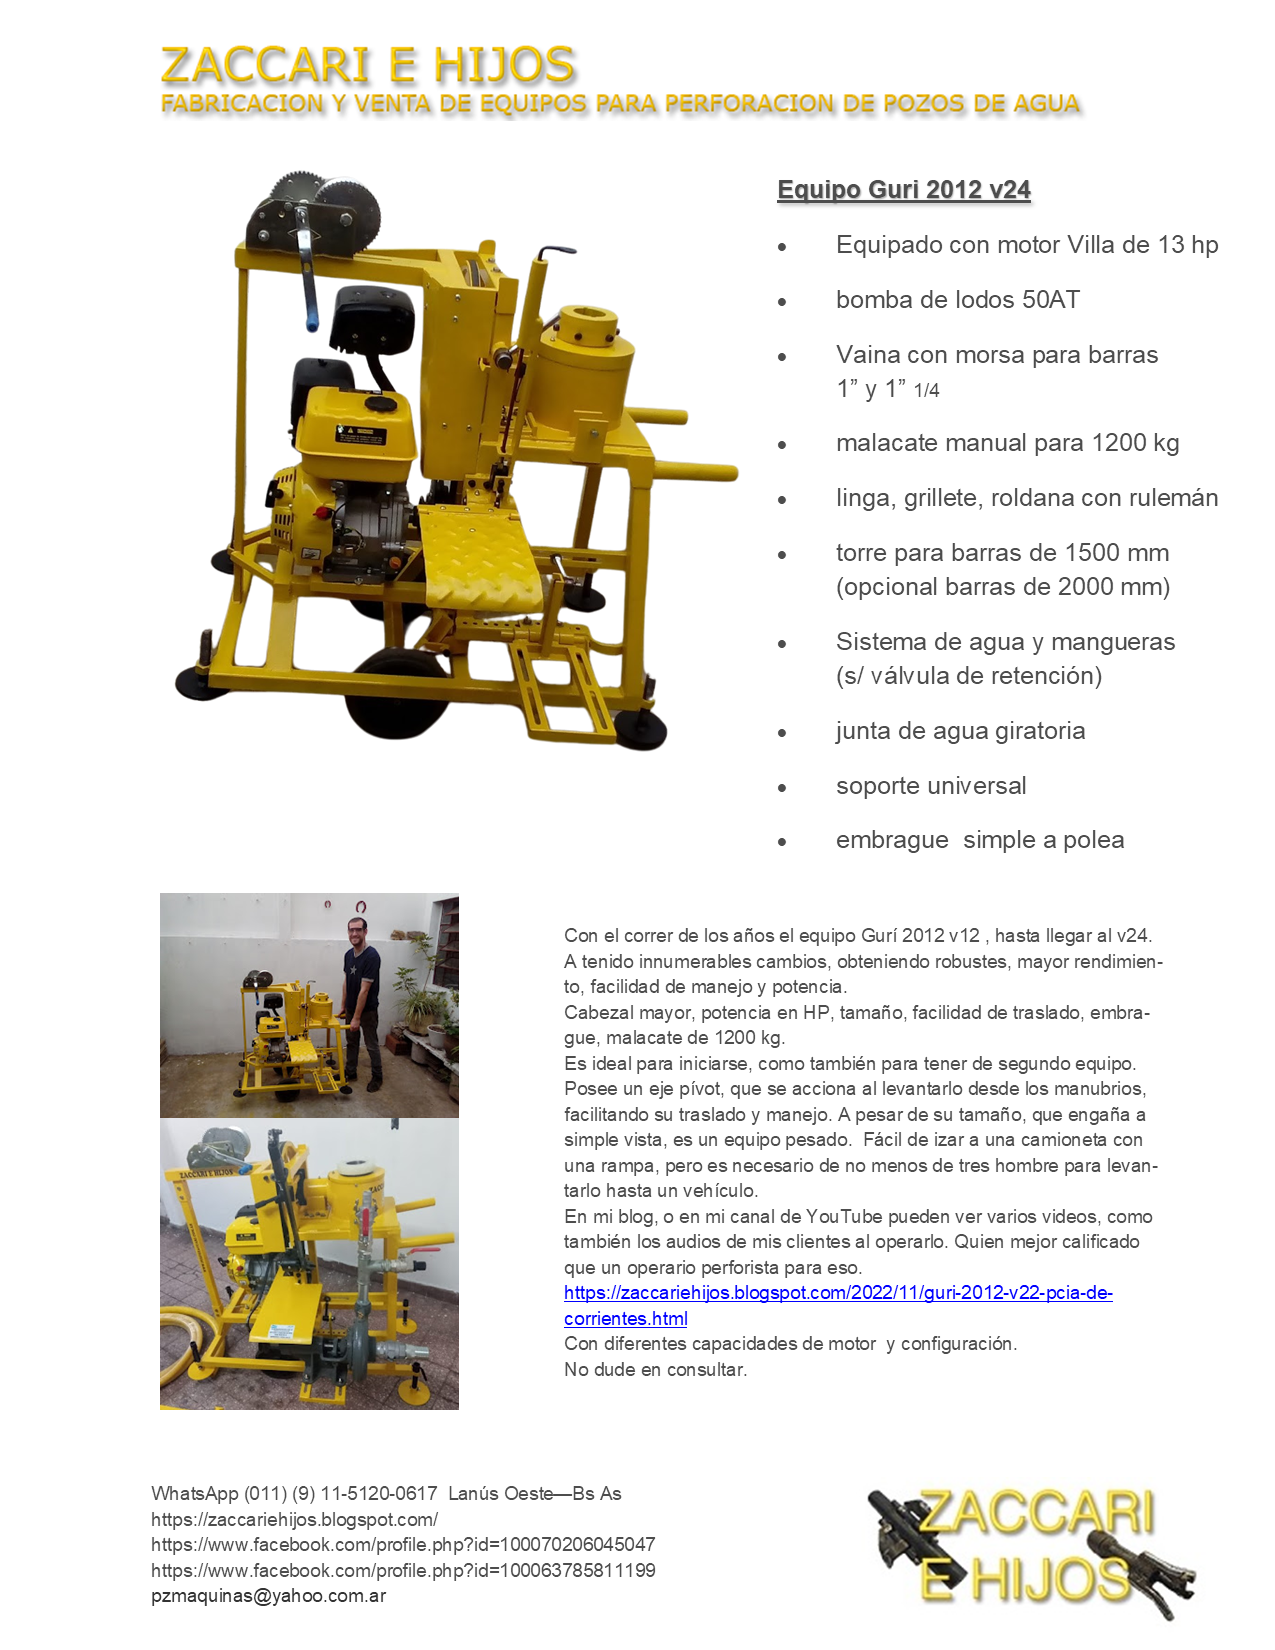 ZACCARI E HIJOS
FABRICACION Y VENTA DE EQUIPOS PARA PERFORACION DE POZOS DE AGUA
Equipo Guri 2012 v24
• Equipado con motor Villa de 13 hp
• bomba de lodos 50AT
• Vaina con morsa para barras
1” y 1” 1/4
• malacate manual para 1200 kg
• linga, grillete, roldana con rulemán
• torre para barras de 1500 mm
(opcional barras de 2000 mm)
• Sistema de agua y mangueras
(s/ válvula de retención)
• junta de agua giratoria
• soporte universal
• embrague  simple a polea
Con el correr de los años el equipo Gurí 2012 v12 , hasta llegar al v24.
A tenido innumerables cambios, obteniendo robustes, mayor rendimien-
to, facilidad de manejo y potencia.
Cabezal mayor, potencia en HP, tamaño, facilidad de traslado, embra-
gue, malacate de 1200 kg.
Es ideal para iniciarse, como también para tener de segundo equipo.
Posee un eje pívot, que se acciona al levantarlo desde los manubrios,
facilitando su traslado y manejo. A pesar de su tamaño, que engaña a
simple vista, es un equipo pesado.  Fácil de izar a una camioneta con
una rampa, pero es necesario de no menos de tres hombre para levan-
tarlo hasta un vehículo.
En mi blog, o en mi canal de YouTube pueden ver varios videos, como
también los audios de mis clientes al operarlo. Quien mejor calificado
que un operario perforista para eso.
https://zaccariehijos.blogspot.com/2022/11/guri-2012-v22-pcia-de-
corrientes.html
Con diferentes capacidades de motor  y configuración.
No dude en consultar.
ZACCARI E HIJOS
WhatsApp (011) (9) 11-5120-0617  Lanús Oeste—Bs As
https://zaccariehijos.blogspot.com/
https://www.facebook.com/profile.php?id=100070206045047
https://www.facebook.com/profile.php?id=100063785811199
pzmaquinas@yahoo.com.ar
ZACCARI
E HIJOS